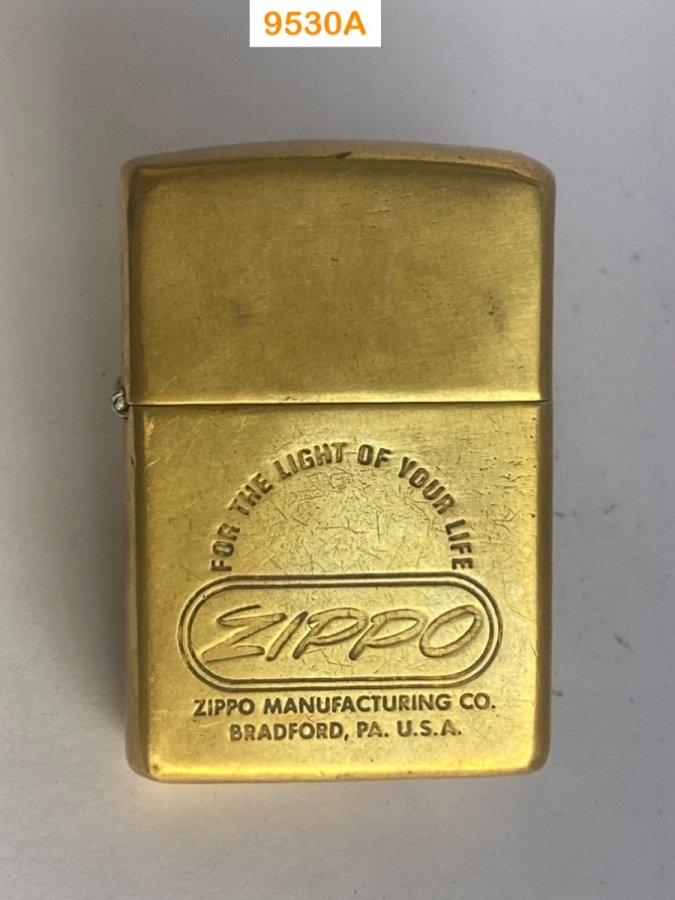 9530A
FOR THE LIGHT OF YOUR LIFE
ZIPPO
ZIPPO MANUFACTURING CO.
BRADFORD, PA. U.S.A.